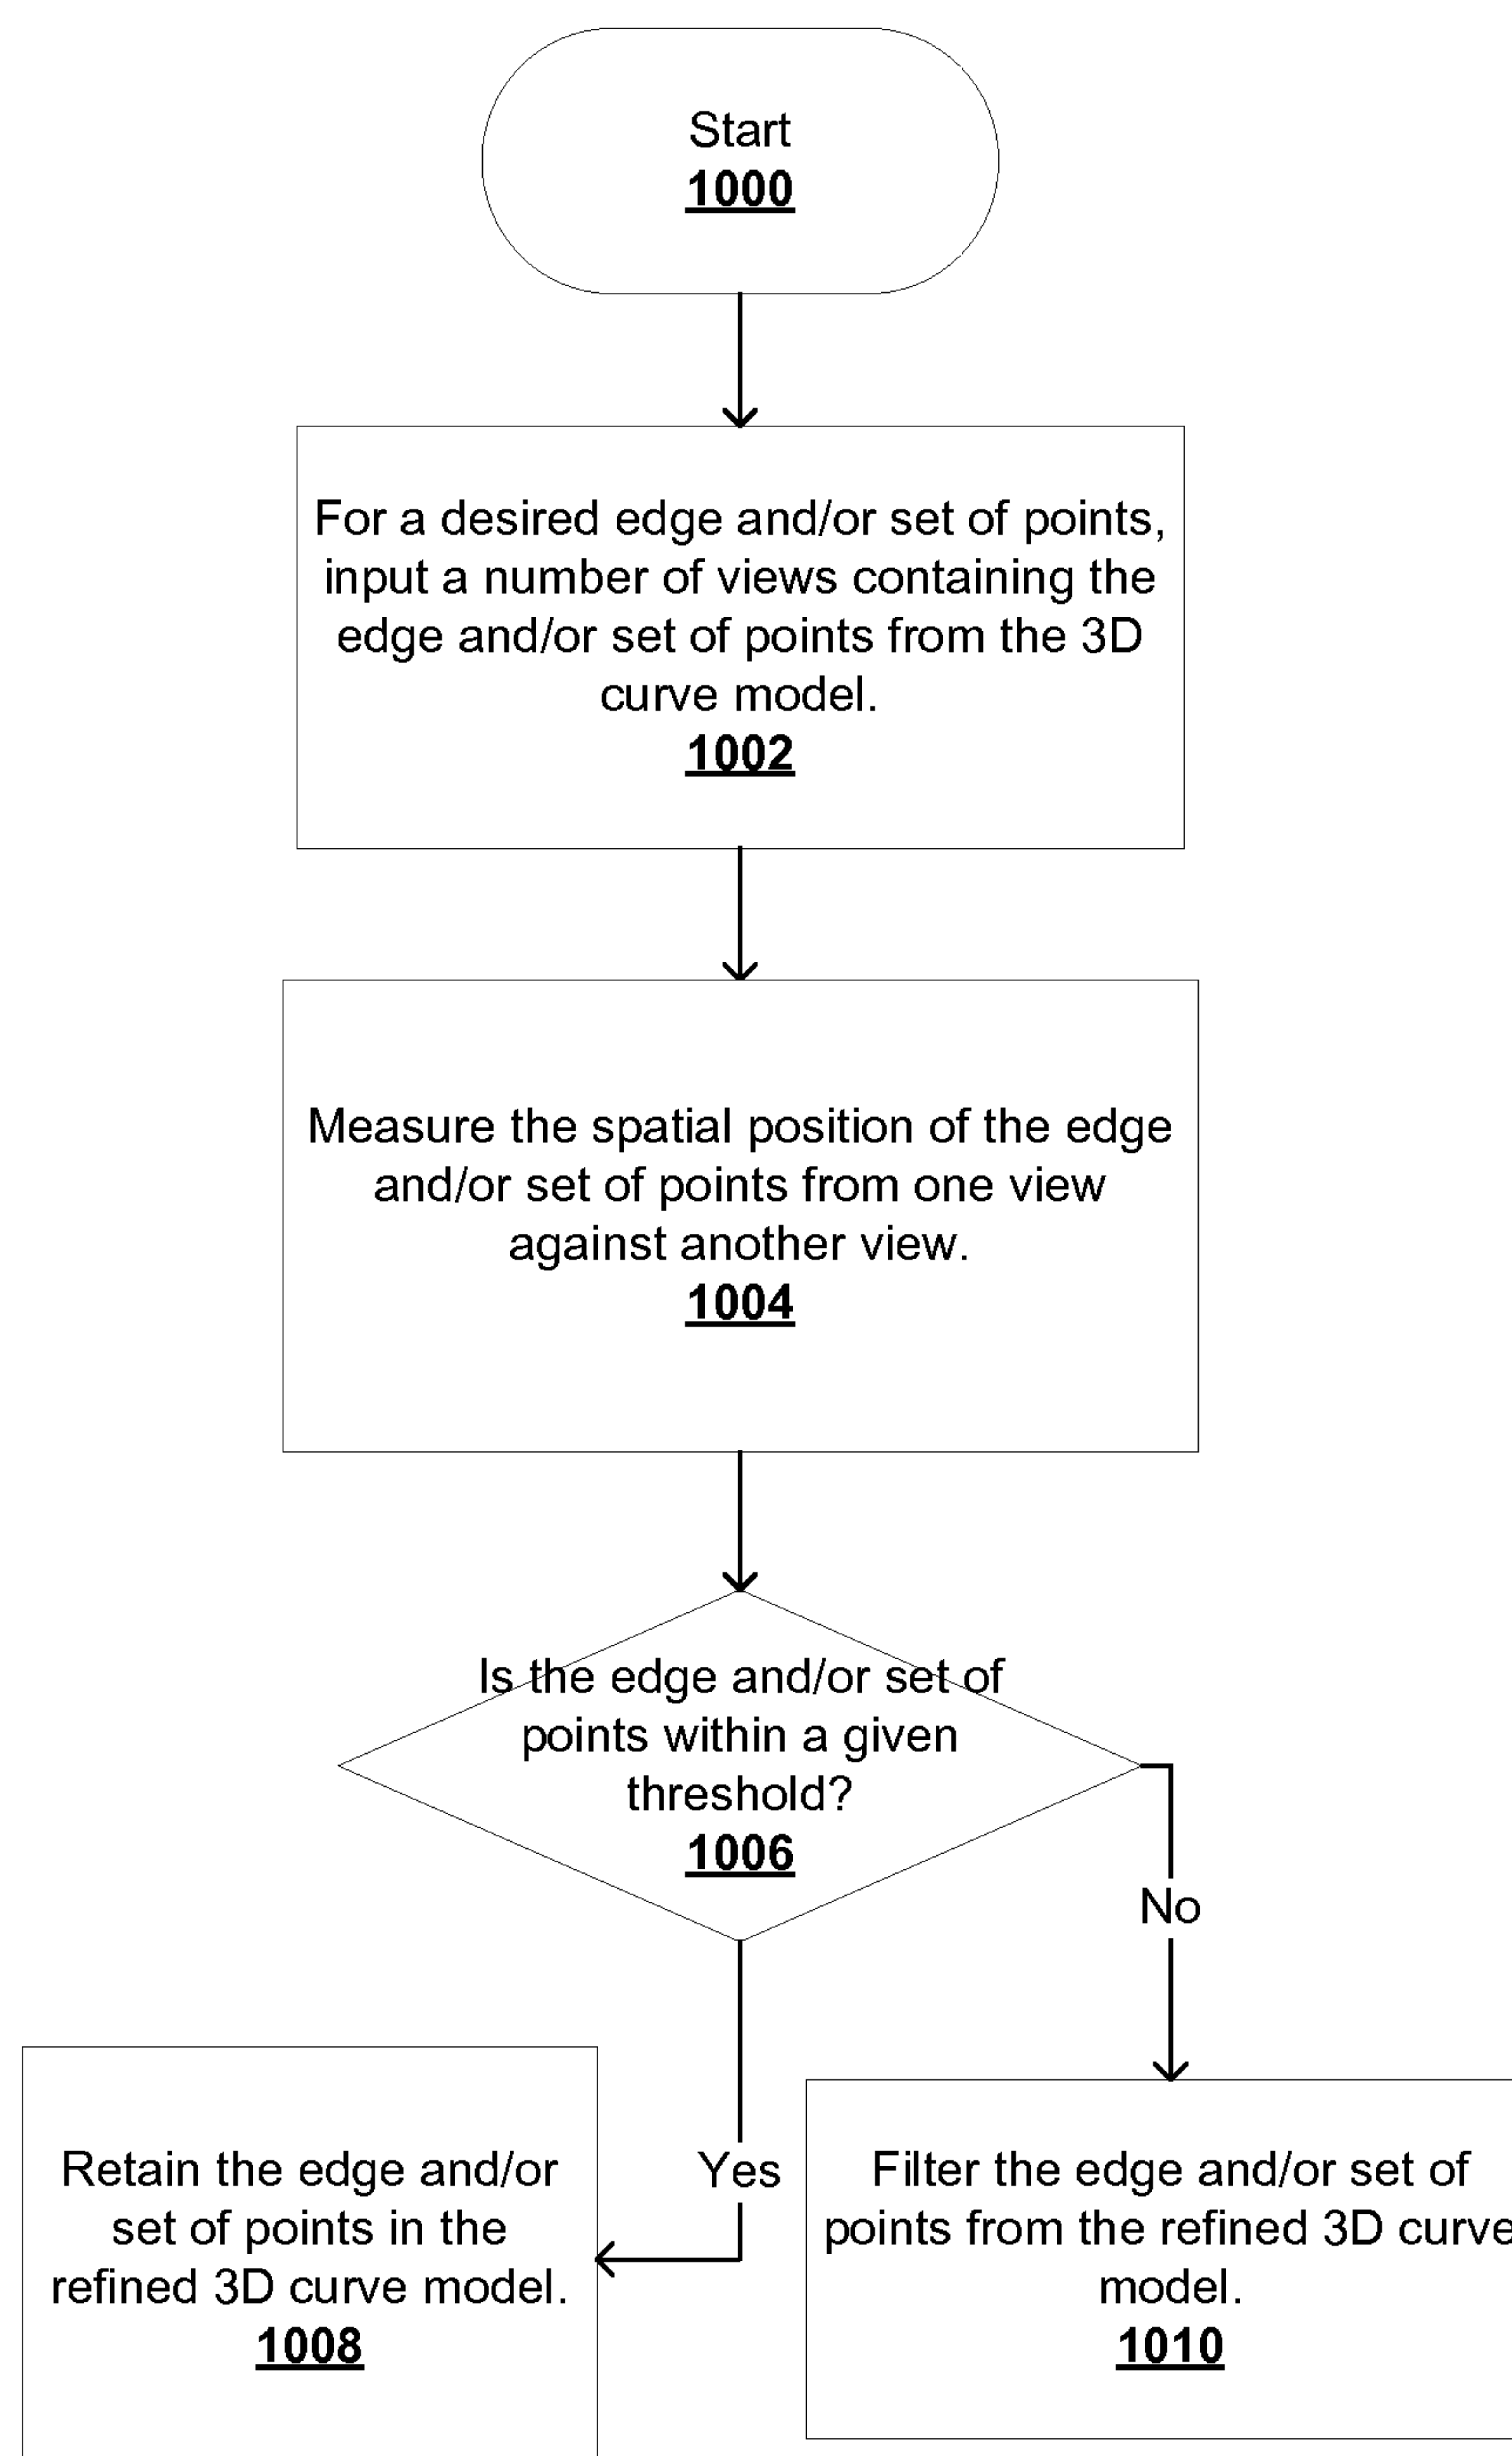 Start
1000
For a desired edge and/or set of points,
input a number of views containing the
edge and/or set of points from the 3D
curve model.
1002
Measure the spatial position of the edge
and/or set of points from one view
against another view.
1004
Is the edge and/or set of
points within a given
threshold?
1006
No
Yes
Retain the edge and/or
set of points in the
refined 3D curve model.
1008
Filter the edge and/or set of
points from the refined 3D curve
model.
1010